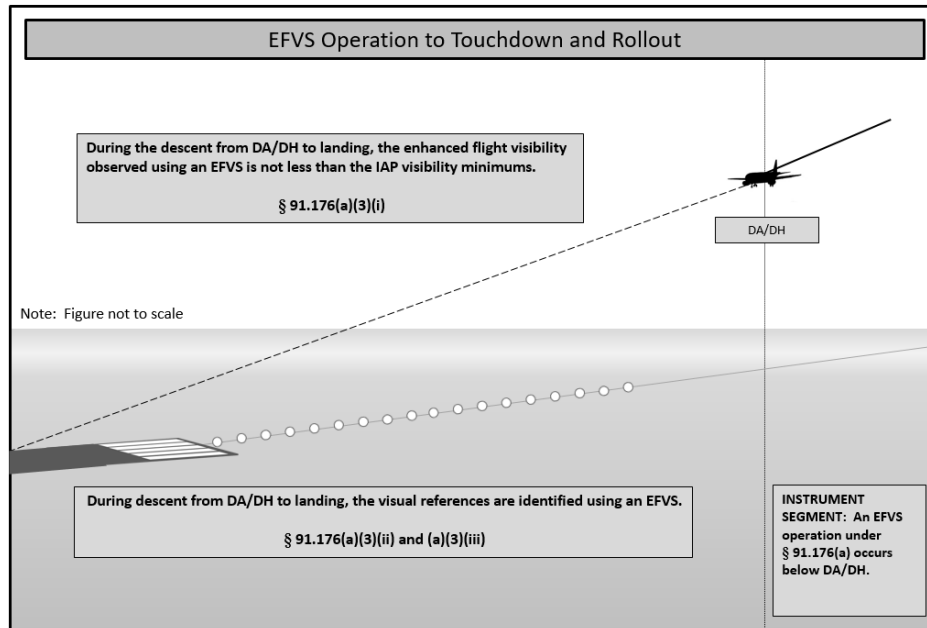 EFVS Operation to Touchdown and Rollout
During the descent from DA/DH to landing, the enhanced flight visibility
observed using an EFVS is not less than the IAP visibility minimums.
§ 91.176(a)(3)(i)
DA/DH
Note:  Figure not to scale
During descent from DA/DH to landing, the visual references are identified using an EFVS.
§ 91.176(a)(3)(ii) and (a)(3)(iii)
INSTRUMENT
SEGMENT:  An EFVS
operation under
§ 91.176(a) occurs
below DA/DH.